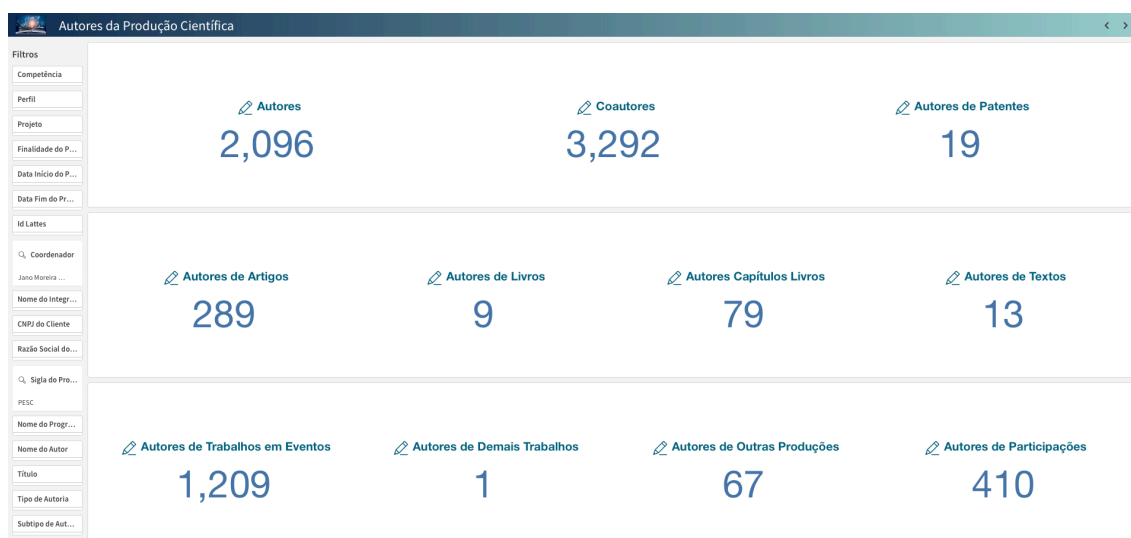 Autores da Produção Científica
Filtros
Competência
Perfil
Projeto
Finalidade do P...
Data Início do P...
Data Fim do Pr...
Id Lattes
Coordenador
Jano Moreira ...
Nome do Integr...
CNPJ do Cliente
Razão Social do...
Sigla do Pro...
PESC
Nome do Progr...
Nome do Autor
Título
Tipo de Autoria
Subtipo de Aut...
Autores
2,096
Coautores
3,292
Autores de Patentes
19
Autores de Artigos
289
Autores de Livros
9
Autores Capítulos Livros
79
Autores de Textos
13
Autores de Trabalhos em Eventos
1,209
Autores de Demais Trabalhos
1
Autores de Outras Produções
67
Autores de Participações
410